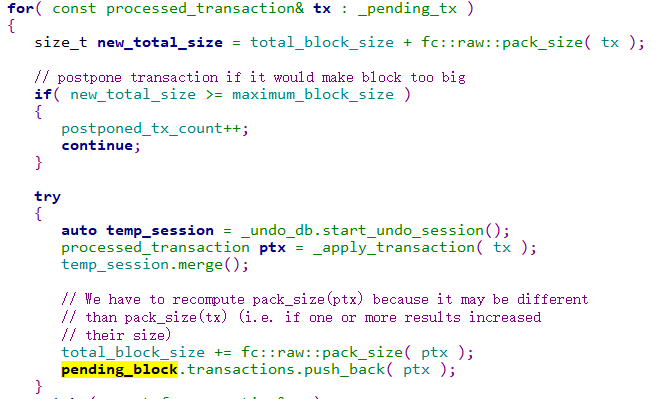 for( const processed_transaction& tx : _pending_tx )
{
size_t new_total_size = total_block_size + fc::raw::pack_size( tx );
// postpone transaction if it would make block too big
if( new_total_size >= maximum_block_size )
{
postponed_tx_count++;
continue;
}
try
{
auto temp_session = _undo_db.start_undo_session();
processed_transaction ptx = _apply_transaction( tx );
temp_session.merge();
// We have to recompute pack_size(ptx) because it may be different
// than pack_size(tx) (i.e. if one or more results increased
// their size)
total_block_size += fc::raw::pack_size( ptx );
pending_block.transactions.push_back( ptx );
}